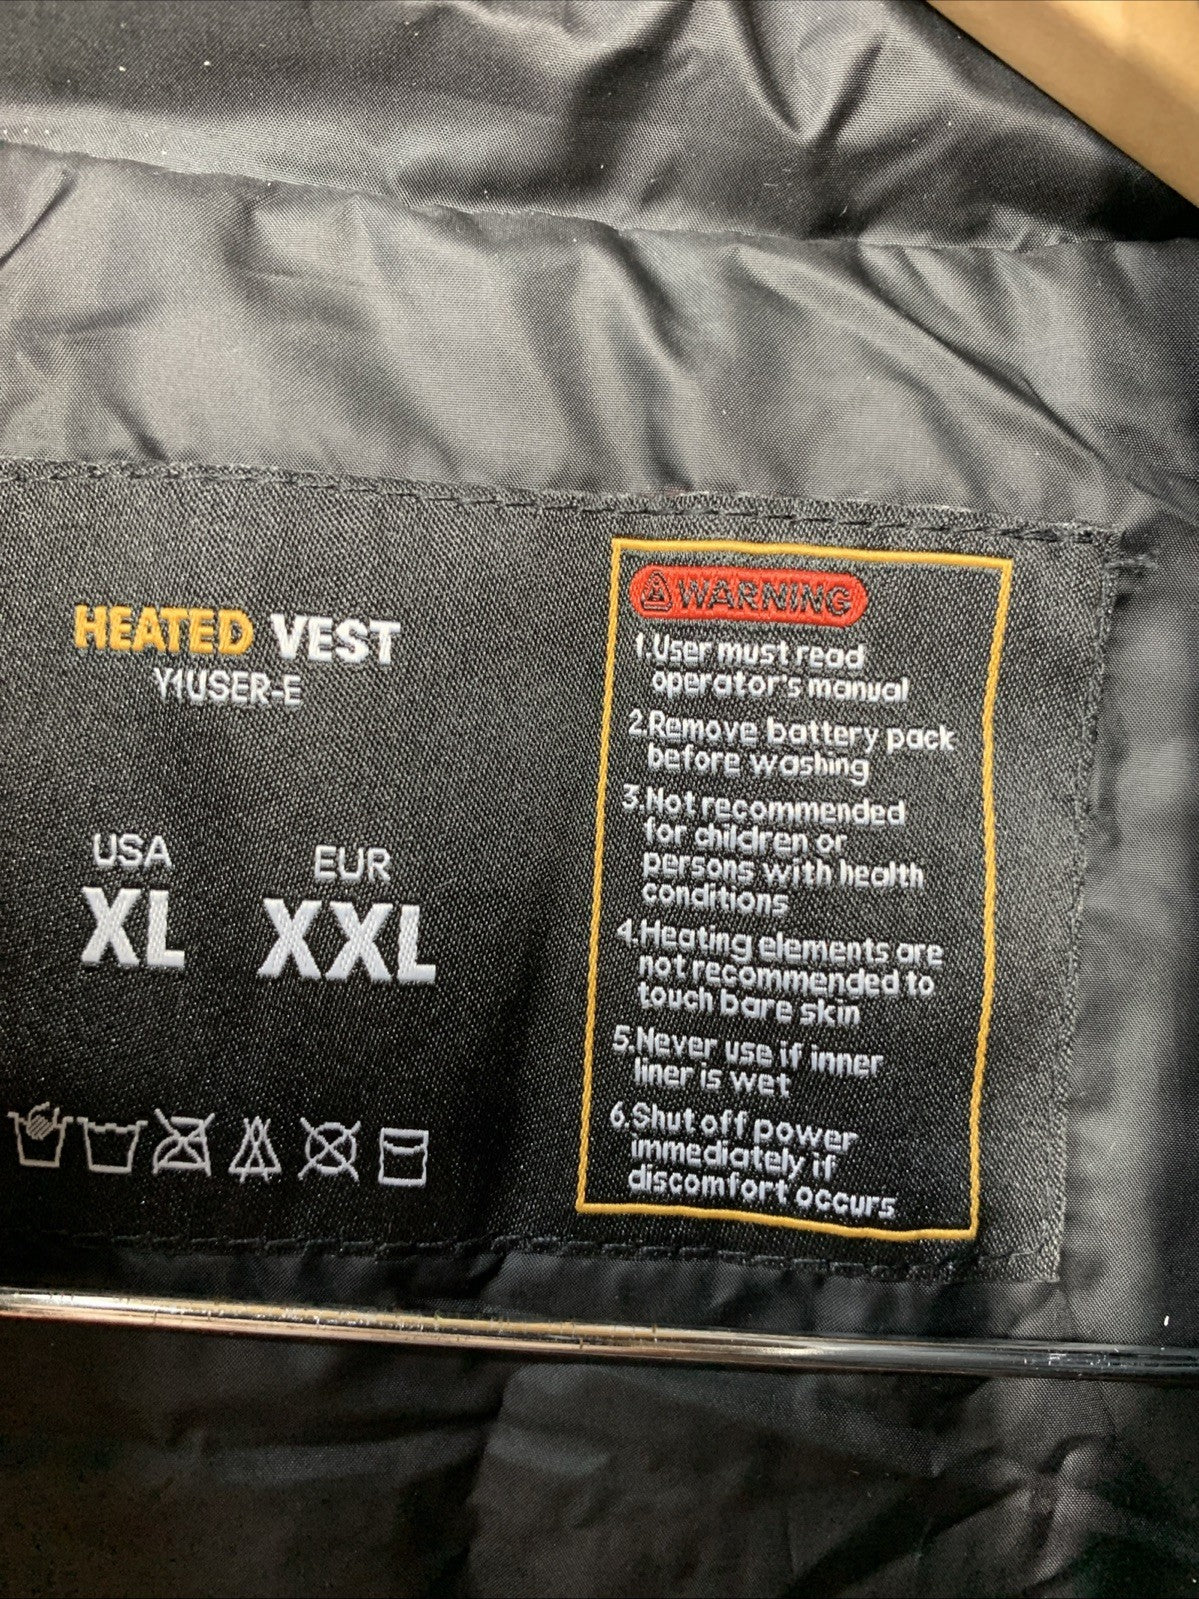 HEATED VEST
Y1USER-E
USA
XL
EUR
XXL
WARNING
1.User must read
operator's manual
2.Remove battery pack
before washing
3.Not recommended
for children or
persons with health
conditions
4.Heating elements are
not recommended to
touch bare skin
5.Never use if inner
liner is wet
6.Shut off power
immediately if
discomfort occurs